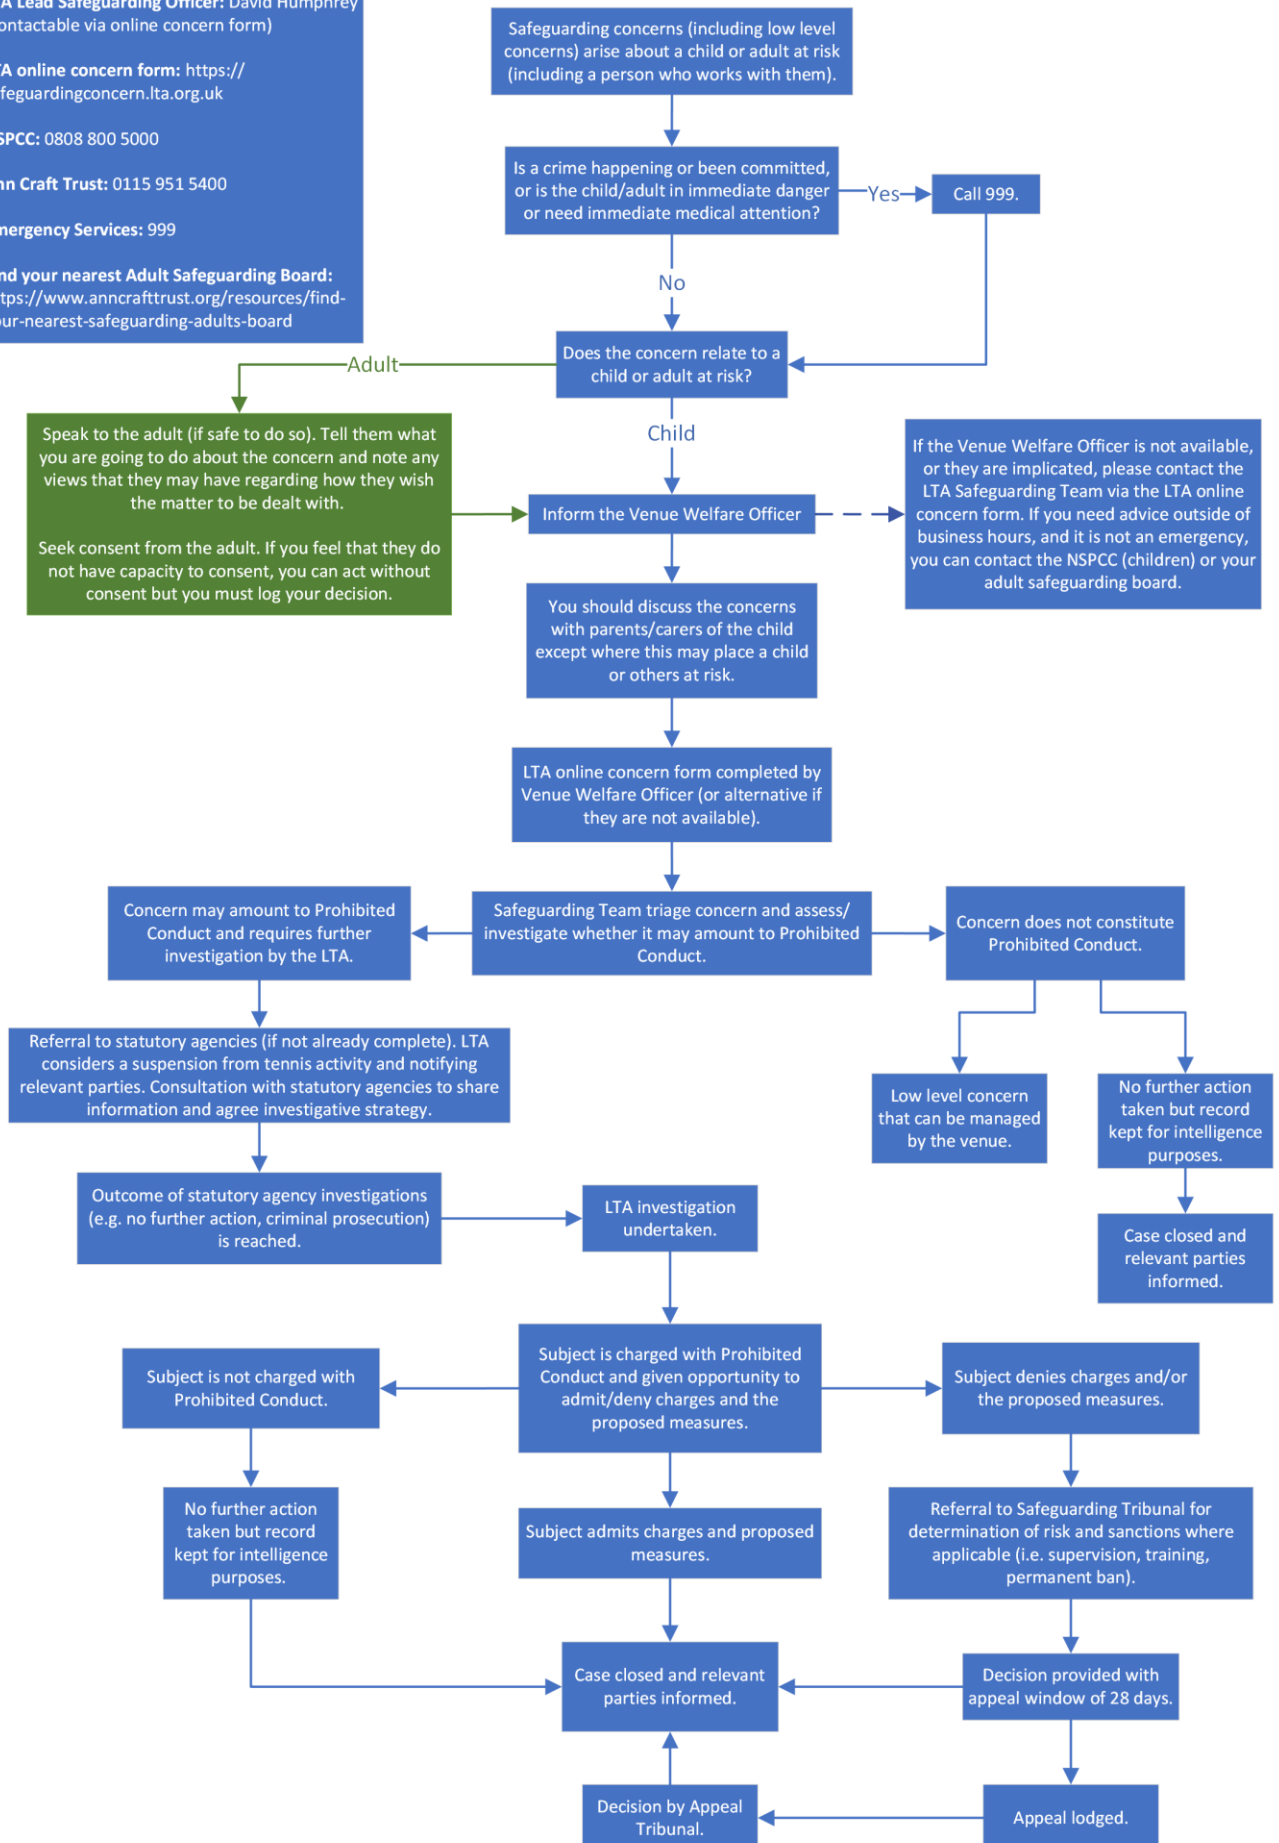 A Lead Safeguarding Officer: David Humphrey
ontactable via online concern form)
TA online concern form: https://
afeguardingconcern.lta.org.uk
SPCC: 0808 800 5000
nn Craft Trust: 0115 951 5400
mergency Services: 999
nd your nearest Adult Safeguarding Board:
tps://www.anncrafttrust.org/resources/find-
our-nearest-safeguarding-adults-board
Safeguarding concerns (including low level
concerns) arise about a child or adult at risk
(including a person who works with them).
Is a crime happening or been committed,
or is the child/adult in immediate danger
or need immediate medical attention?
Yes
Call 999.
No
Does the concern relate to a
child or adult at risk?
Adult
Child
Speak to the adult (if safe to do so). Tell them what
you are going to do about the concern and note any
views that they may have regarding how they wish
the matter to be dealt with.
Seek consent from the adult. If you feel that they do
not have capacity to consent, you can act without
consent but you must log your decision.
Inform the Venue Welfare Officer
If the Venue Welfare Officer is not available,
or they are implicated, please contact the
LTA Safeguarding Team via the LTA online
concern form. If you need advice outside of
business hours, and it is not an emergency,
you can contact the NSPCC (children) or your
adult safeguarding board.
You should discuss the concerns
with parents/carers of the child
except where this may place a child
or others at risk.
LTA online concern form completed by
Venue Welfare Officer (or alternative if
they are not available).
Concern may amount to Prohibited
Conduct and requires further
investigation by the LTA.
Safeguarding Team triage concern and assess/
investigate whether it may amount to Prohibited
Conduct.
Concern does not constitute
Prohibited Conduct.
Referral to statutory agencies (if not already complete). LTA
considers a suspension from tennis activity and notifying
relevant parties. Consultation with statutory agencies to share
information and agree investigative strategy.
Low level concern
that can be managed
by the venue.
No further action
taken but record
kept for intelligence
purposes.
Outcome of statutory agency investigations
(e.g. no further action, criminal prosecution)
is reached.
LTA investigation
undertaken.
Case closed and
relevant parties
informed.
Subject is not charged with
Prohibited Conduct.
Subject is charged with Prohibited
Conduct and given opportunity to
admit/deny charges and the
proposed measures.
Subject denies charges and/or
the proposed measures.
No further action
taken but record
kept for intelligence
purposes.
Subject admits charges and proposed
measures.
Referral to Safeguarding Tribunal for
determination of risk and sanctions where
applicable (i.e. supervision, training,
permanent ban).
Case closed and relevant
parties informed.
Decision provided with
appeal window of 28 days.
Decision by Appeal
Tribunal.
Appeal lodged.